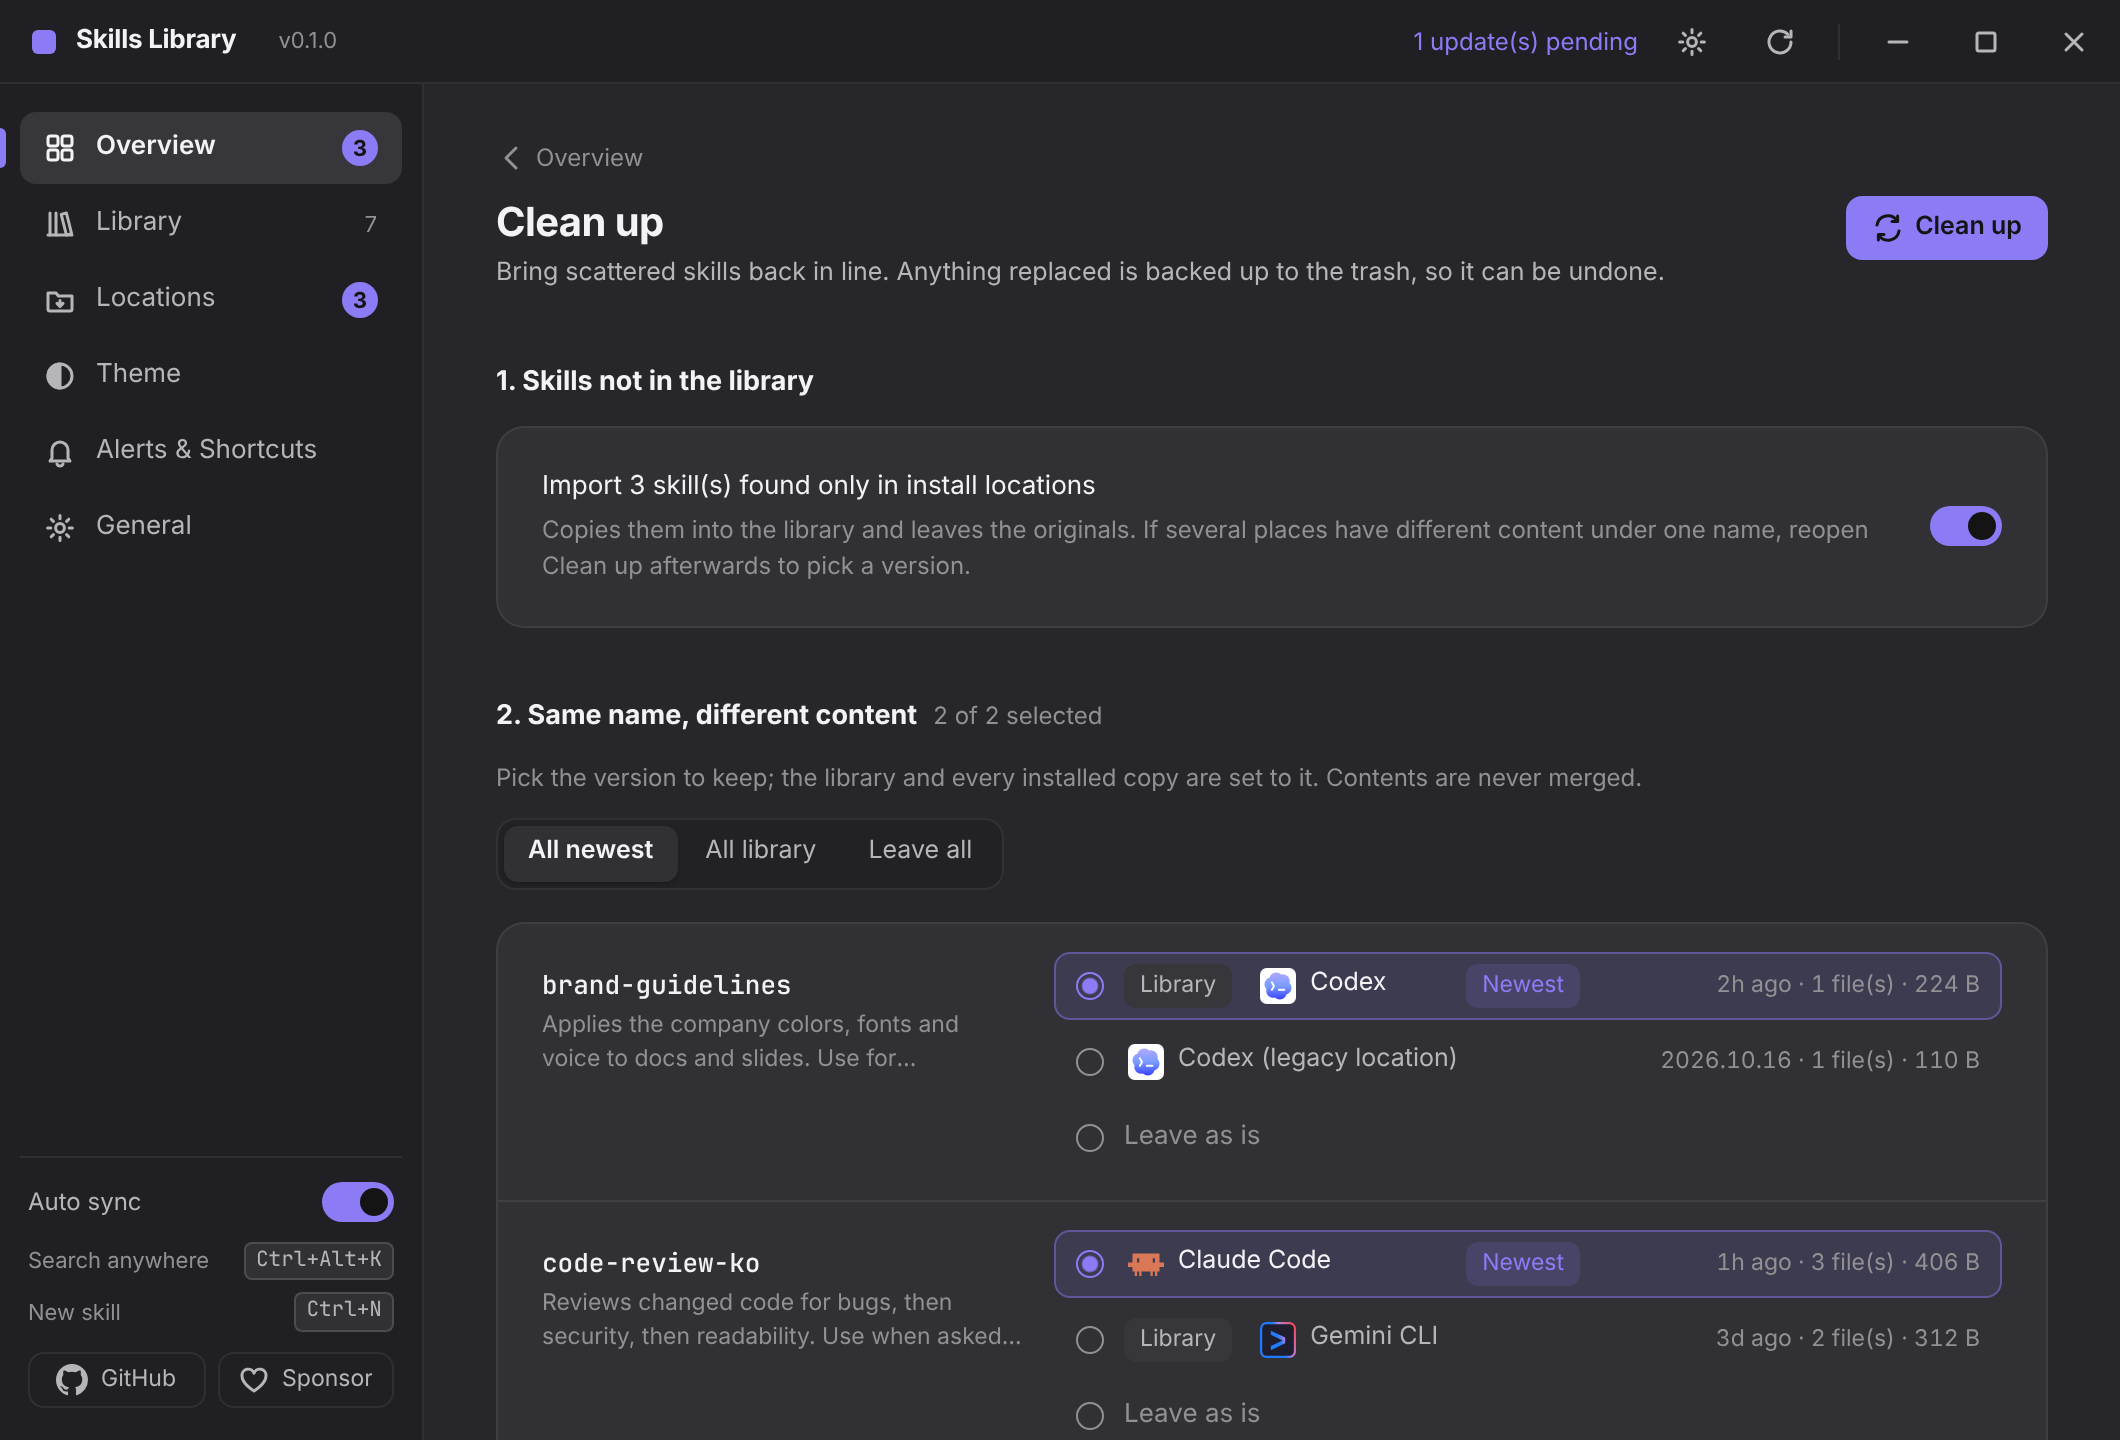 Skills Library v0.1.0
1 update(s) pending
Overview 3
Library 7
Locations 3
Theme
Alerts & Shortcuts
General
Auto sync
Search anywhere Ctrl+Alt+K
New skill Ctrl+N
GitHub Sponsor
Overview
Clean up
Clean up
Bring scattered skills back in line. Anything replaced is backed up to the trash, so it can be undone.
1. Skills not in the library
Import 3 skill(s) found only in install locations
Copies them into the library and leaves the originals. If several places have different content under one name, reopen
Clean up afterwards to pick a version.
2. Same name, different content 2 of 2 selected
Pick the version to keep; the library and every installed copy are set to it. Contents are never merged.
All newest All library Leave all
brand-guidelines
Applies the company colors, fonts and
voice to docs and slides. Use for...
Library Codex Newest 2h ago · 1 file(s) · 224 B
Codex (legacy location) 2026.10.16 · 1 file(s) · 110 B
Leave as is
code-review-ko
Reviews changed code for bugs, then
security, then readability. Use when asked...
Claude Code Newest 1h ago · 3 file(s) · 406 B
Library Gemini CLI 3d ago · 2 file(s) · 312 B
Leave as is